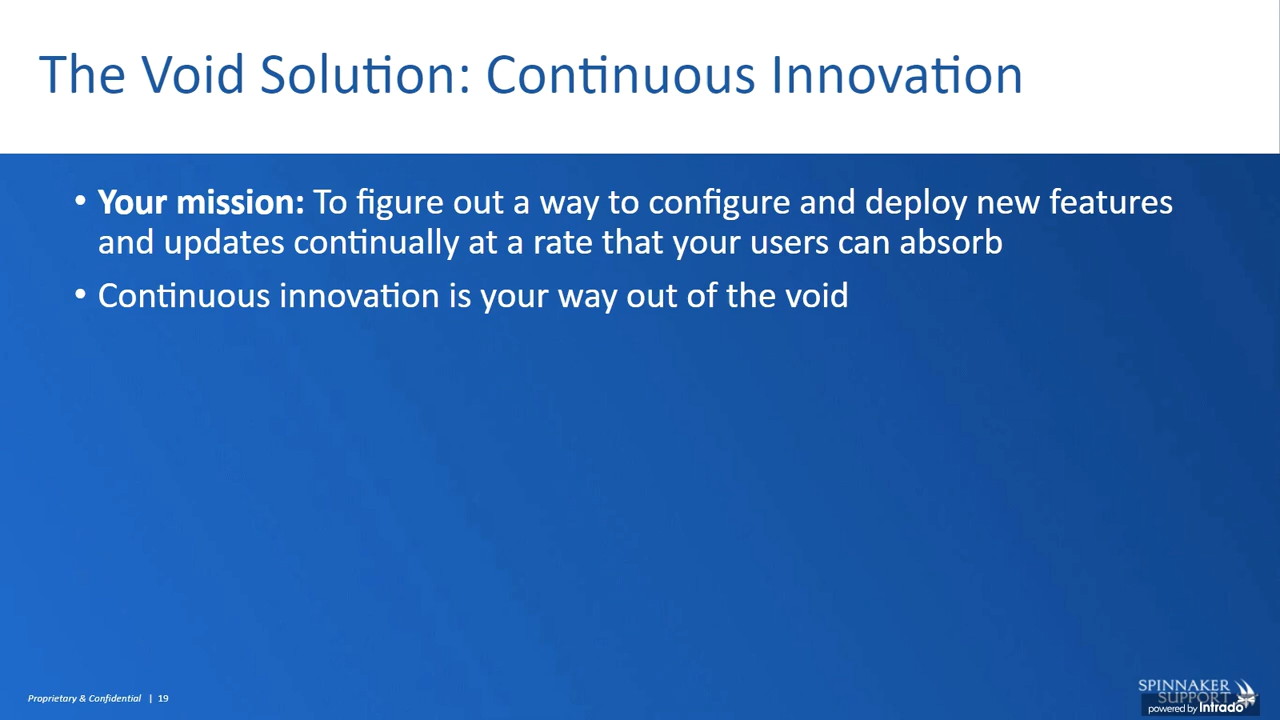 The Void Solution: Continuous Innovation
• Your mission: To figure out a way to configure and deploy new features
and updates continually at a rate that your users can absorb
• Continuous innovation is your way out of the void
Proprietary & Confidential | 19
SPINNAKER
SUPPORT
powered by Intrado